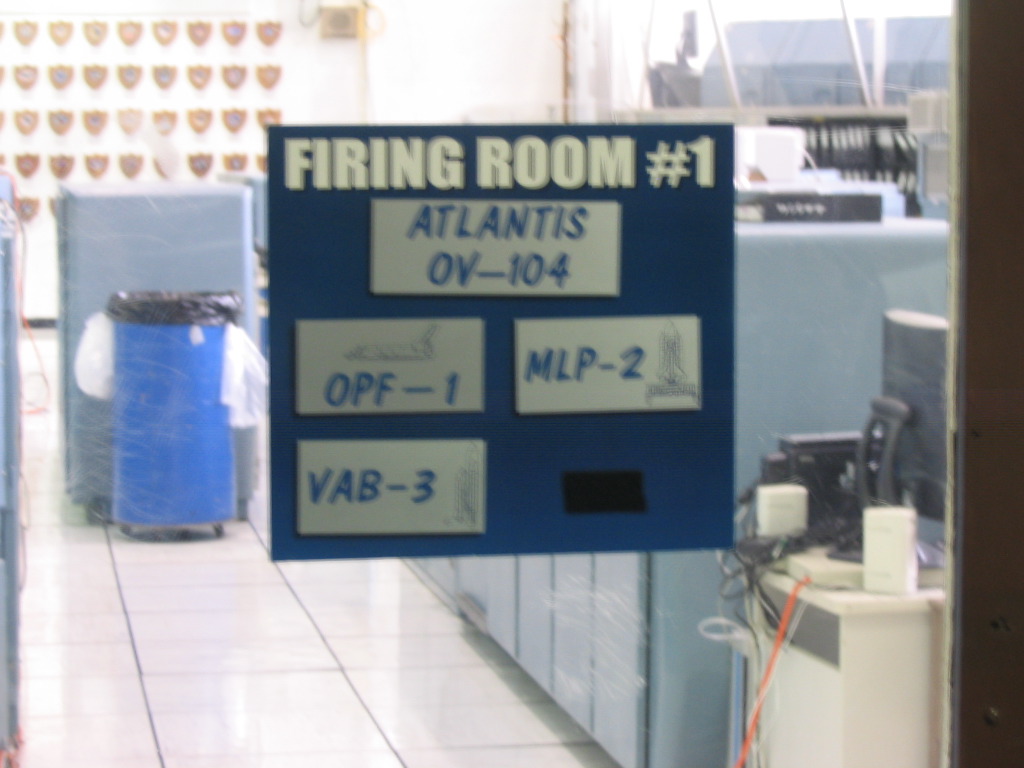 FIRING ROOM #1
ATLANTIS
OV-104
OPF-1
MLP-2
VAB-3